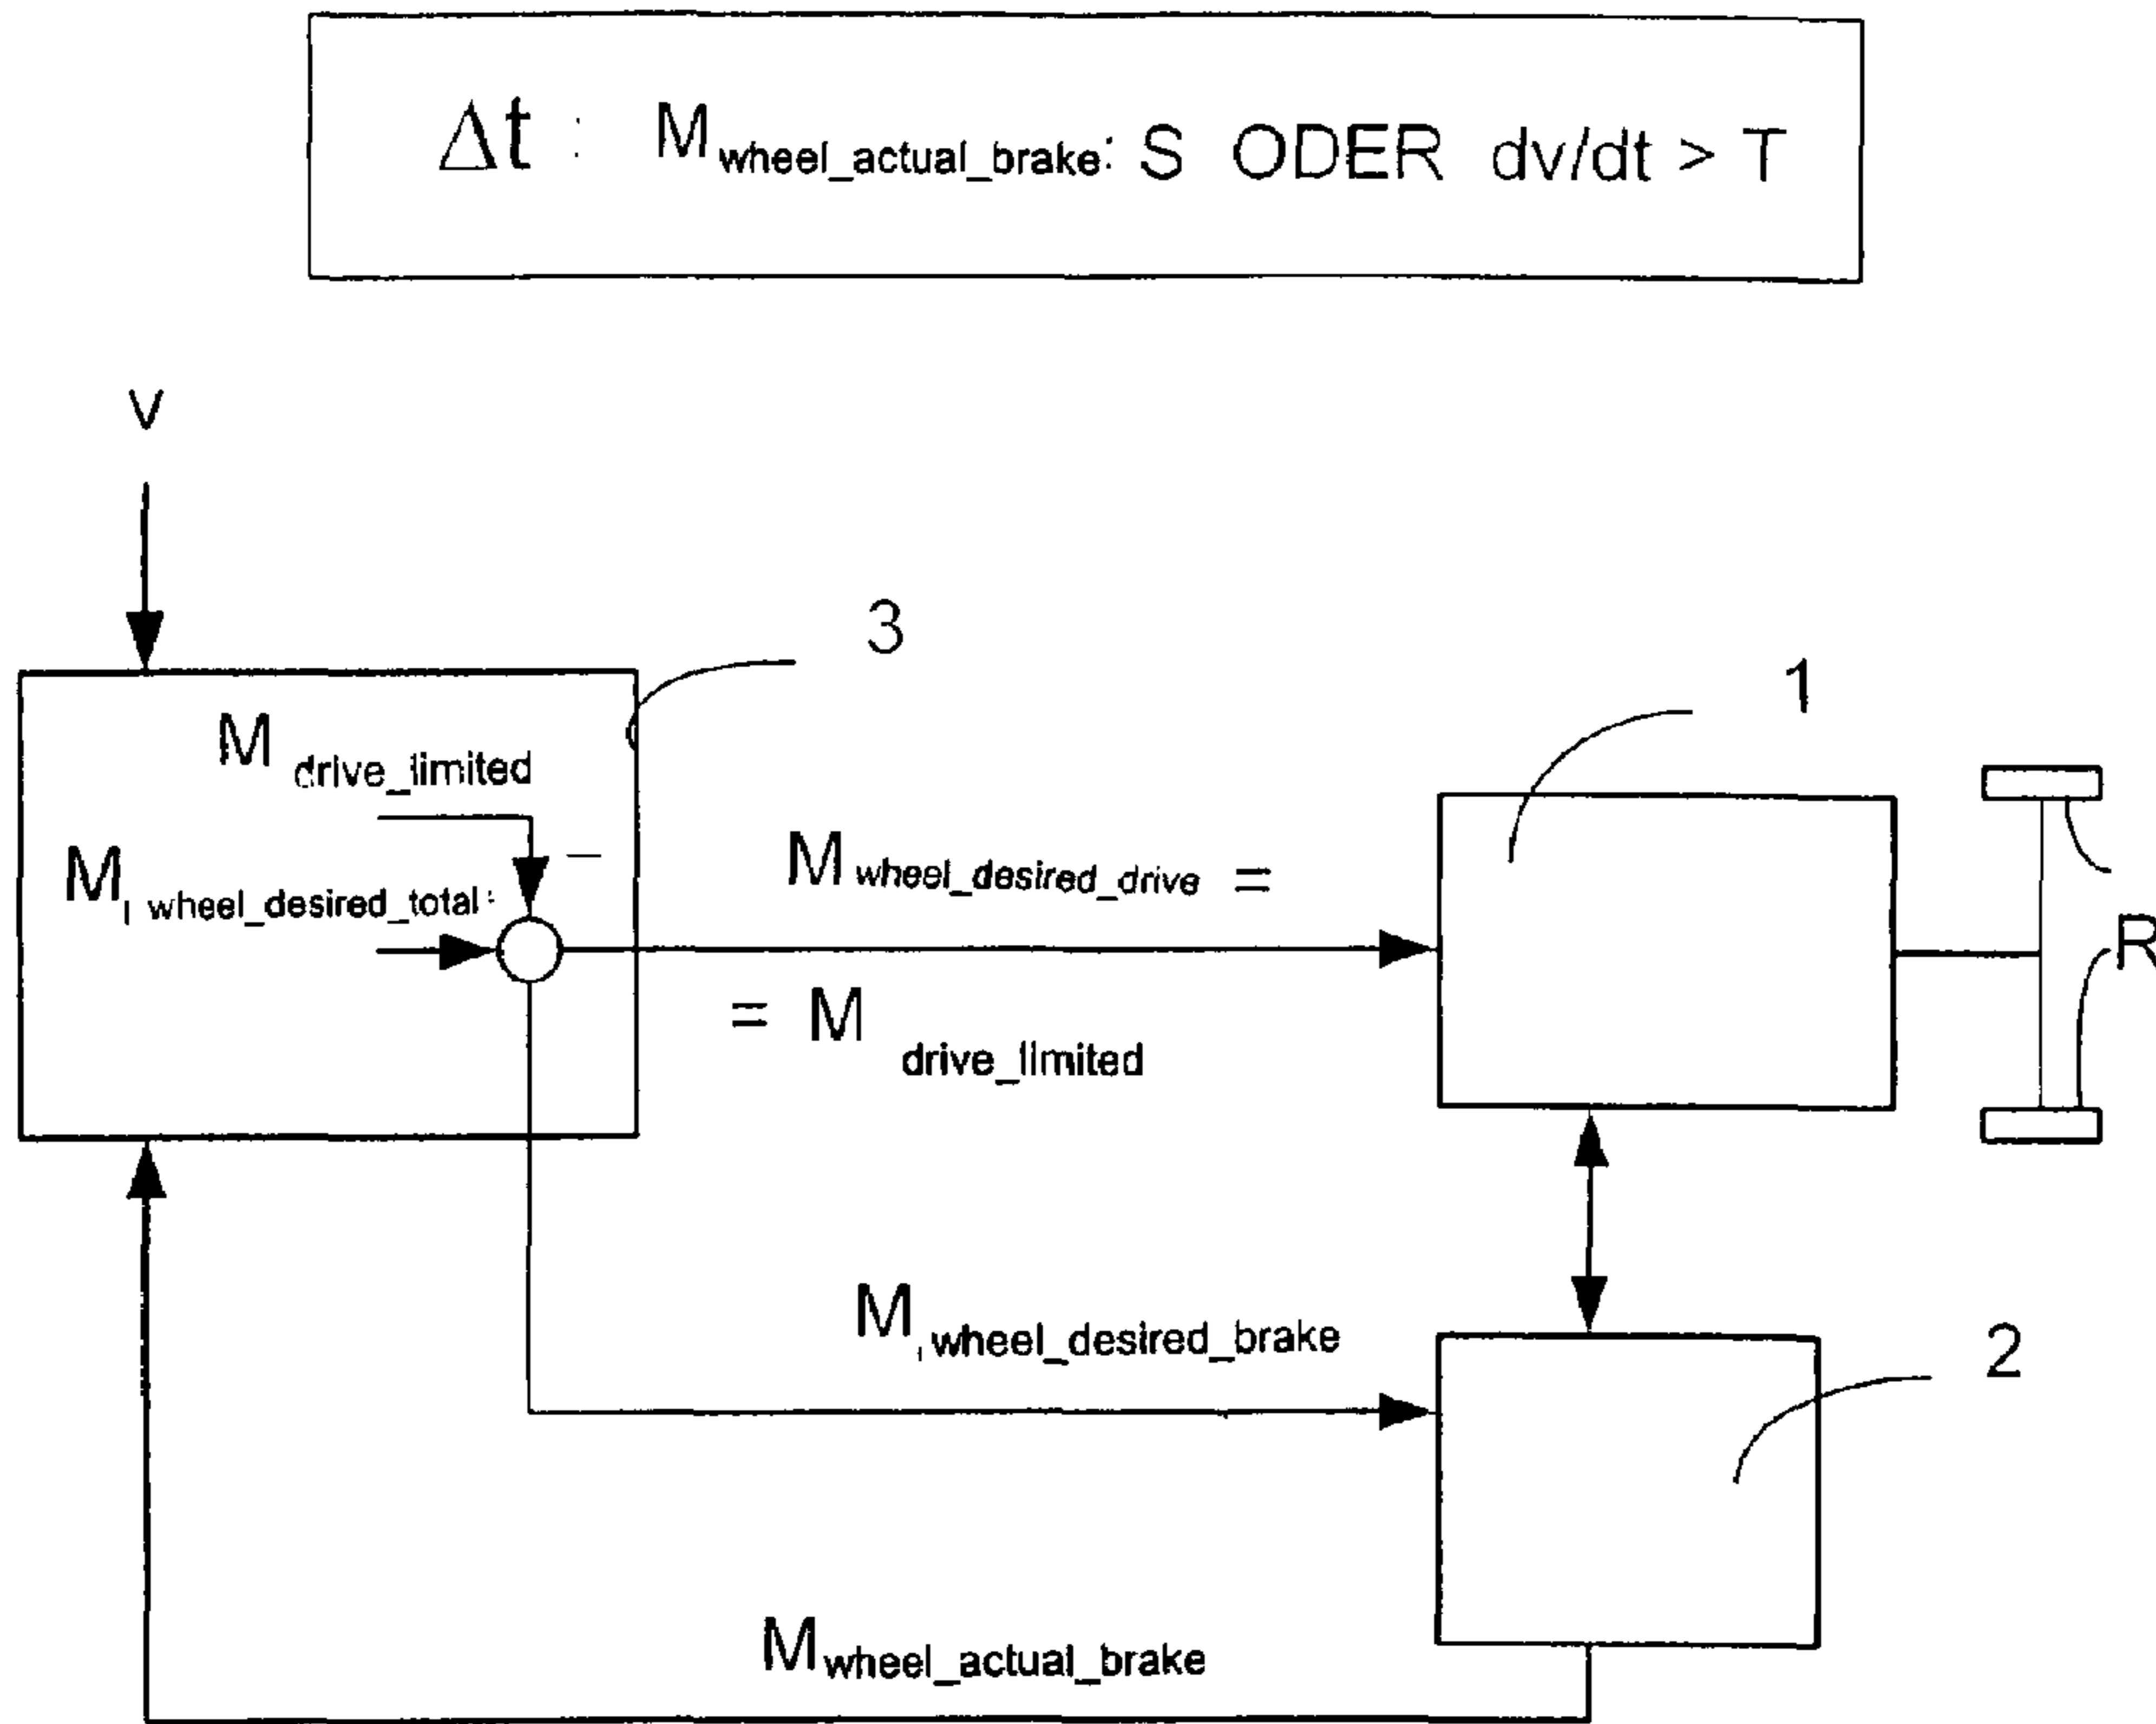 Δt : M wheel_actual_brake: S ODER dv/dt > T
v
3
1
M drive_limited
–
M wheel_desired_total:
M wheel_desired_drive =
= M drive_limited
R
M wheel_desired_brake
2
M wheel_actual_brake